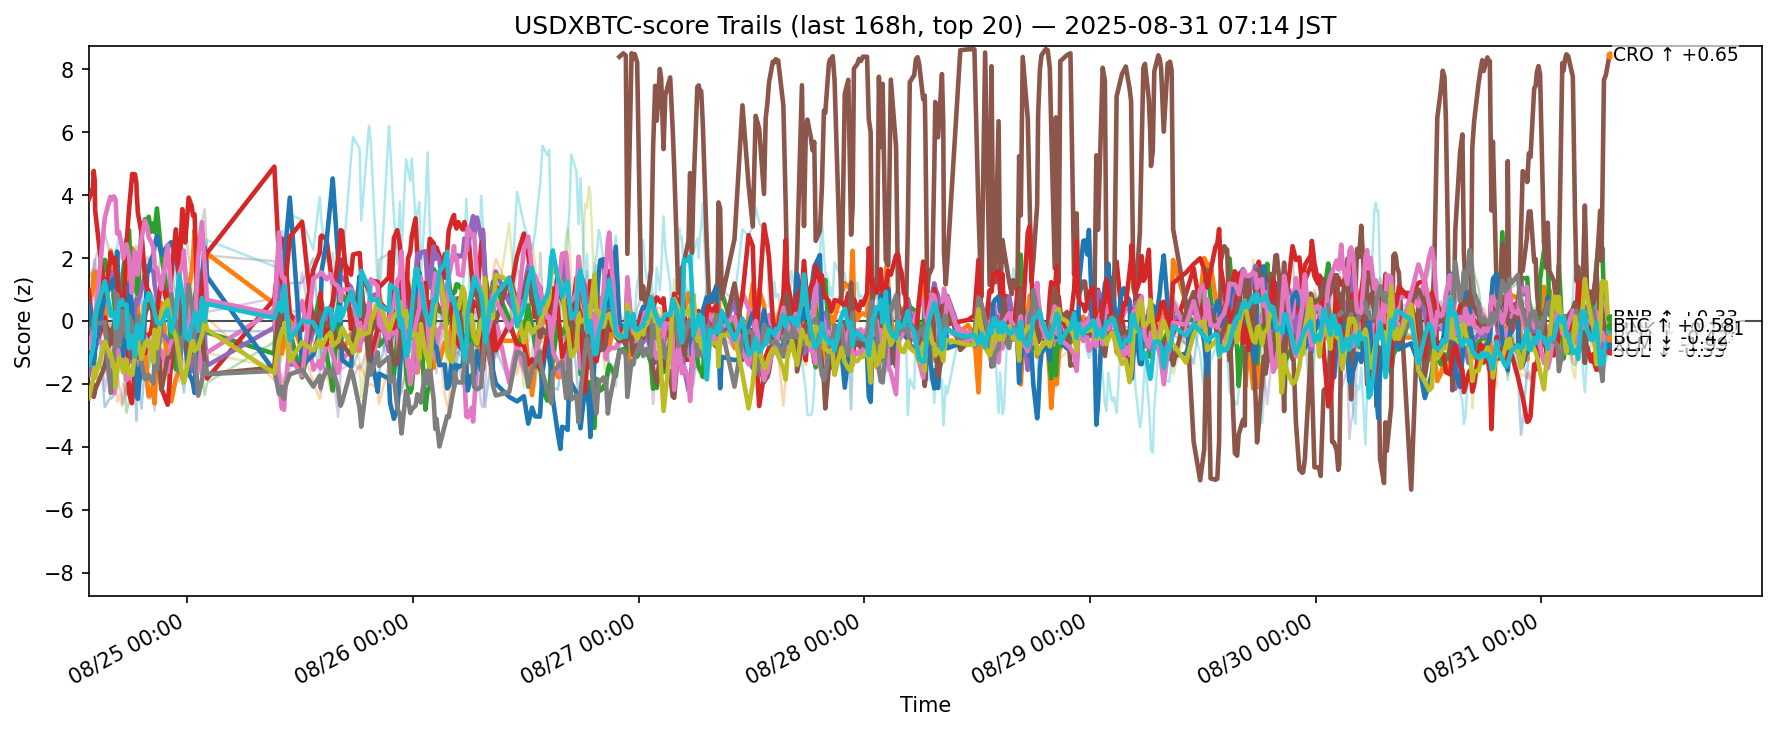 USDXBTC-score Trails (last 168h, top 20) — 2025-08-31 07:14 JST
Score (z)
8
6
4
2
0
−2
−4
−6
−8
CRO ↑ +0.65
BNB ↑ +0.33
BTC ↑ +0.58
BCH ↓ -0.42
08/25 00:00
08/26 00:00
08/27 00:00
08/28 00:00
08/29 00:00
08/30 00:00
08/31 00:00
Time